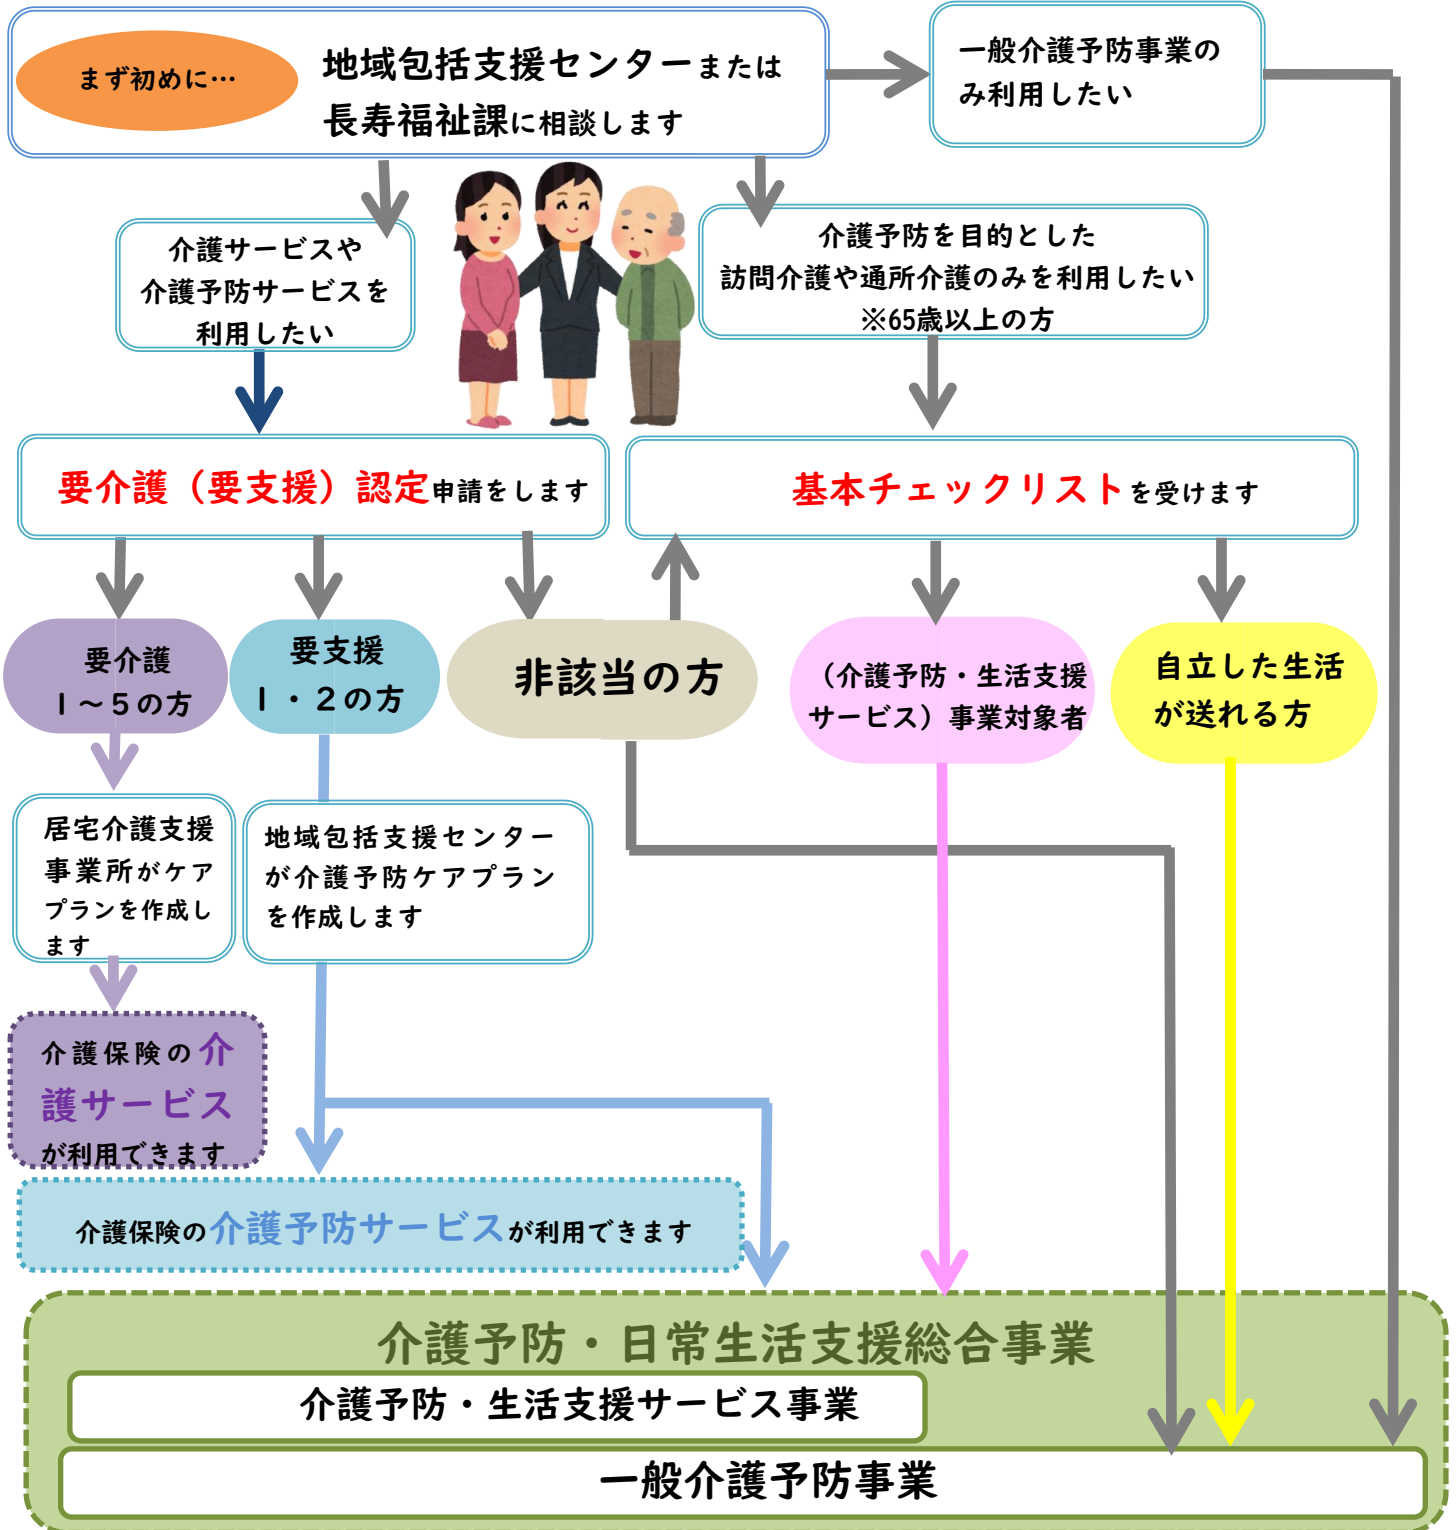 まず初めに…
地域包括支援センターまたは
長寿福祉課に相談します
一般介護予防事業の
み利用したい
介護サービスや
介護予防サービスを
利用したい
介護予防を目的とした
訪問介護や通所介護のみを利用したい
※65歳以上の方
要介護（要支援）認定申請をします
基本チェックリストを受けます
要介護
１～５の方
要支援
１・２の方
非該当の方
（介護予防・生活支援
サービス）事業対象者
自立した生活
が送れる方
居宅介護支援
事業所がケア
プランを作成し
ます
地域包括支援センター
が介護予防ケアプラン
を作成します
介護保険の介
護サービス
が利用できます
介護保険の介護予防サービスが利用できます
介護予防・日常生活支援総合事業
介護予防・生活支援サービス事業
一般介護予防事業